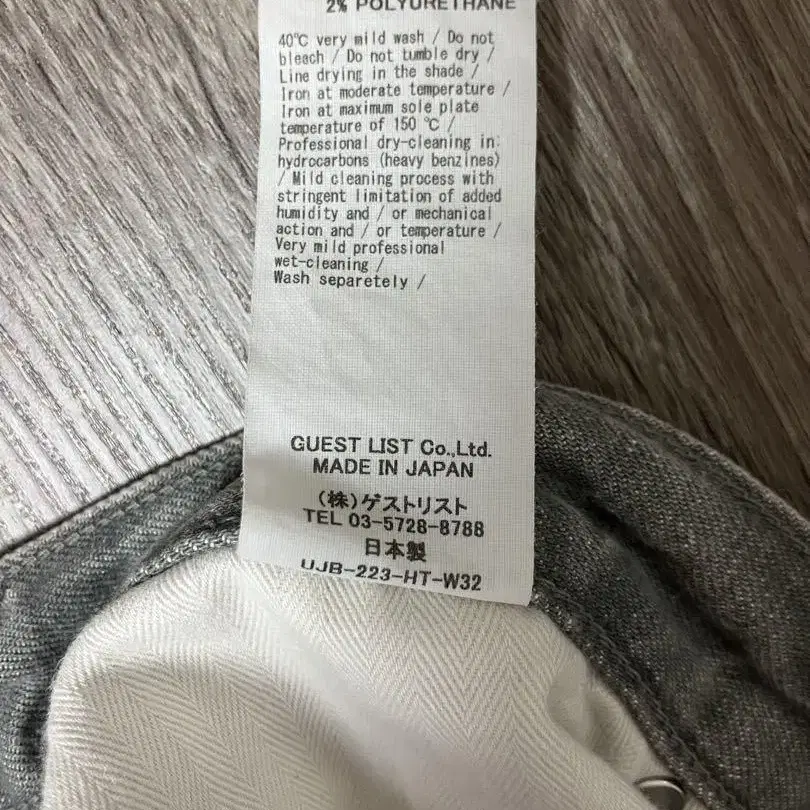 2% POLYURETHANE
40℃ very mild wash / Do not
bleach / Do not tumble dry /
Line drying in the shade /
Iron at moderate temperature /
Iron at maximum sole plate
temperature of 150 ℃ /
Professional dry-cleaning in
hydrocarbons (heavy benzines)
/ Mild cleaning process with
stringent limitation of added
humidity and / or mechanical
action and / or temperature /
Very mild professional
wet-cleaning /
Wash separetely /
GUEST LIST Co.,Ltd.
MADE IN JAPAN
(株)ゲストリスト
TEL 03-5728-8788
日本製
UJB-223-HT-W32